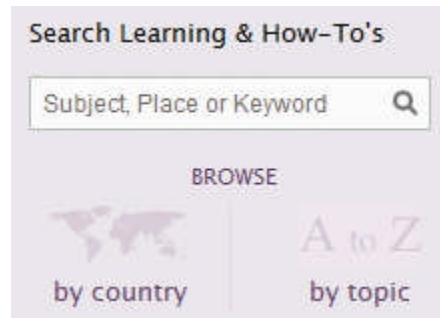 Search Learning & How-To's
Subject, Place or Keyword
BROWSE
A to Z
by country
by topic